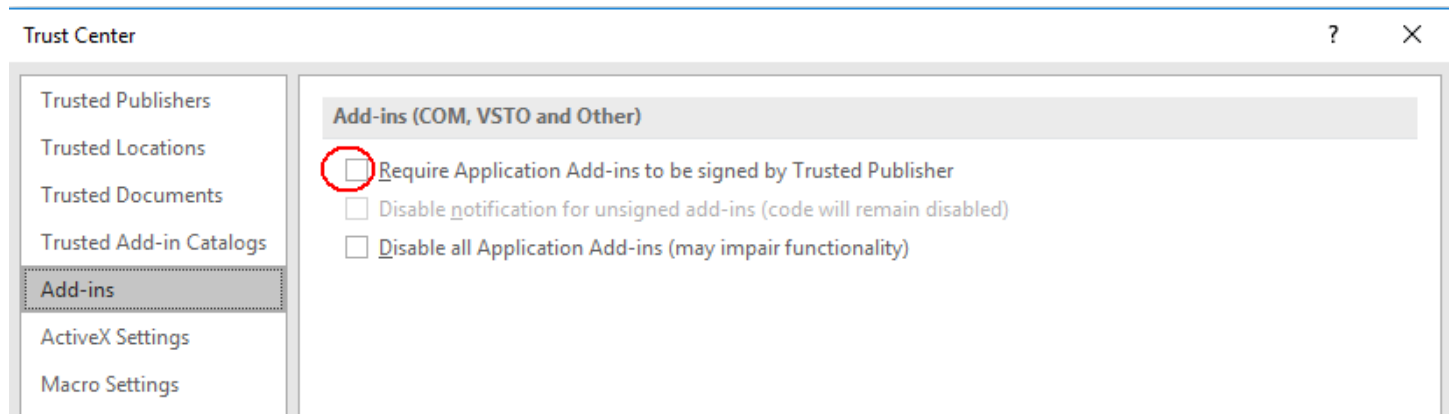 Trust Center
?
Trusted Publishers
Trusted Locations
Trusted Documents
Trusted Add-in Catalogs
Add-ins
ActiveX Settings
Macro Settings
Add-ins (COM, VSTO and Other)
Require Application Add-ins to be signed by Trusted Publisher
Disable notification for unsigned add-ins (code will remain disabled)
Disable all Application Add-ins (may impair functionality)